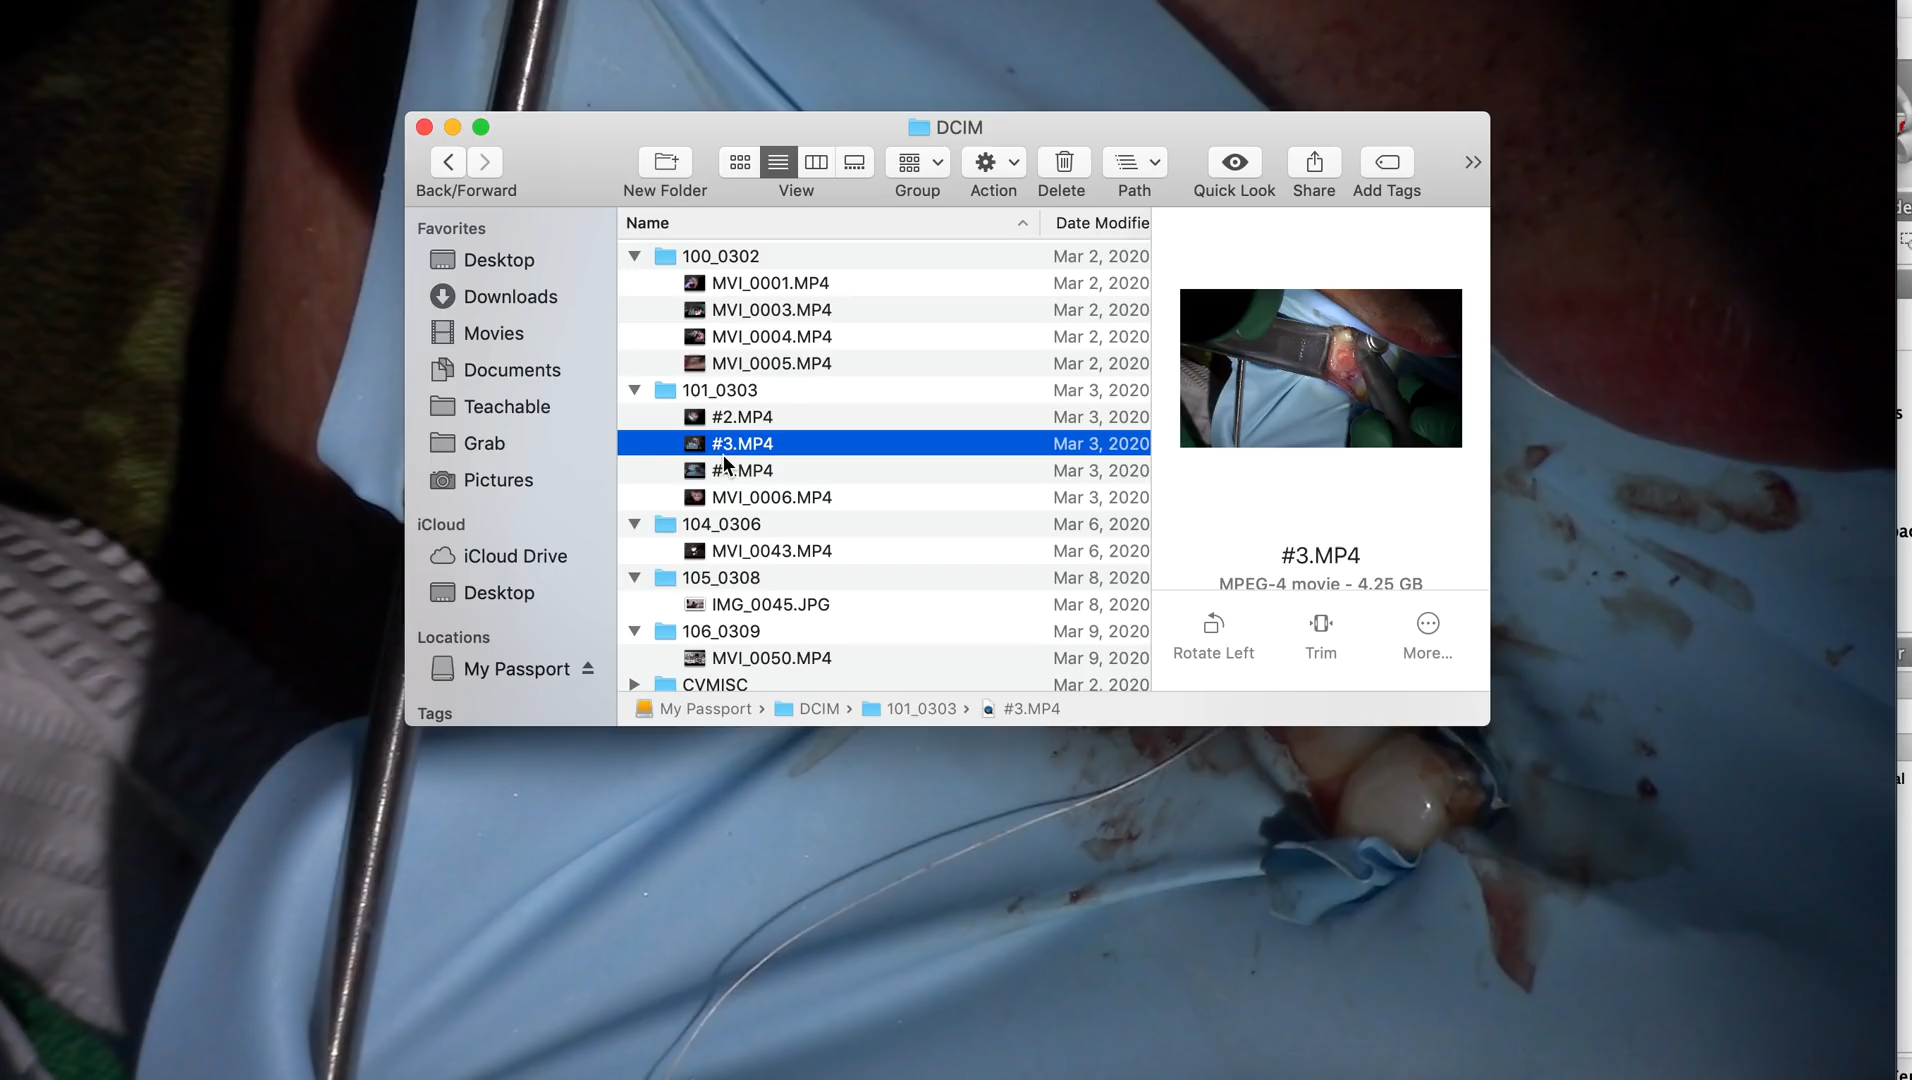 DCIM
Back/Forward
New Folder
View
Group
Action
Delete
Path
Quick Look
Share
Add Tags
Favorites
Desktop
Downloads
Movies
Documents
Teachable
Grab
Pictures
iCloud
iCloud Drive
Desktop
Locations
My Passport
Tags
Name Date Modifie
100_0302 Mar 2, 2020
MVI_0001.MP4 Mar 2, 2020
MVI_0003.MP4 Mar 2, 2020
MVI_0004.MP4 Mar 2, 2020
MVI_0005.MP4 Mar 2, 2020
101_0303 Mar 3, 2020
#2.MP4 Mar 3, 2020
#3.MP4 Mar 3, 2020
MP4 Mar 3, 2020
MVI_0006.MP4 Mar 3, 2020
104_0306 Mar 6, 2020
MVI_0043.MP4 Mar 6, 2020
105_0308 Mar 8, 2020
IMG_0045.JPG Mar 8, 2020
106_0309 Mar 9, 2020
MVI_0050.MP4 Mar 9, 2020
CVMISC Mar 2, 2020
#3.MP4
MPEG-4 movie - 4.25 GB
Rotate Left
Trim
More...
My Passport › DCIM › 101_0303 › #3.MP4